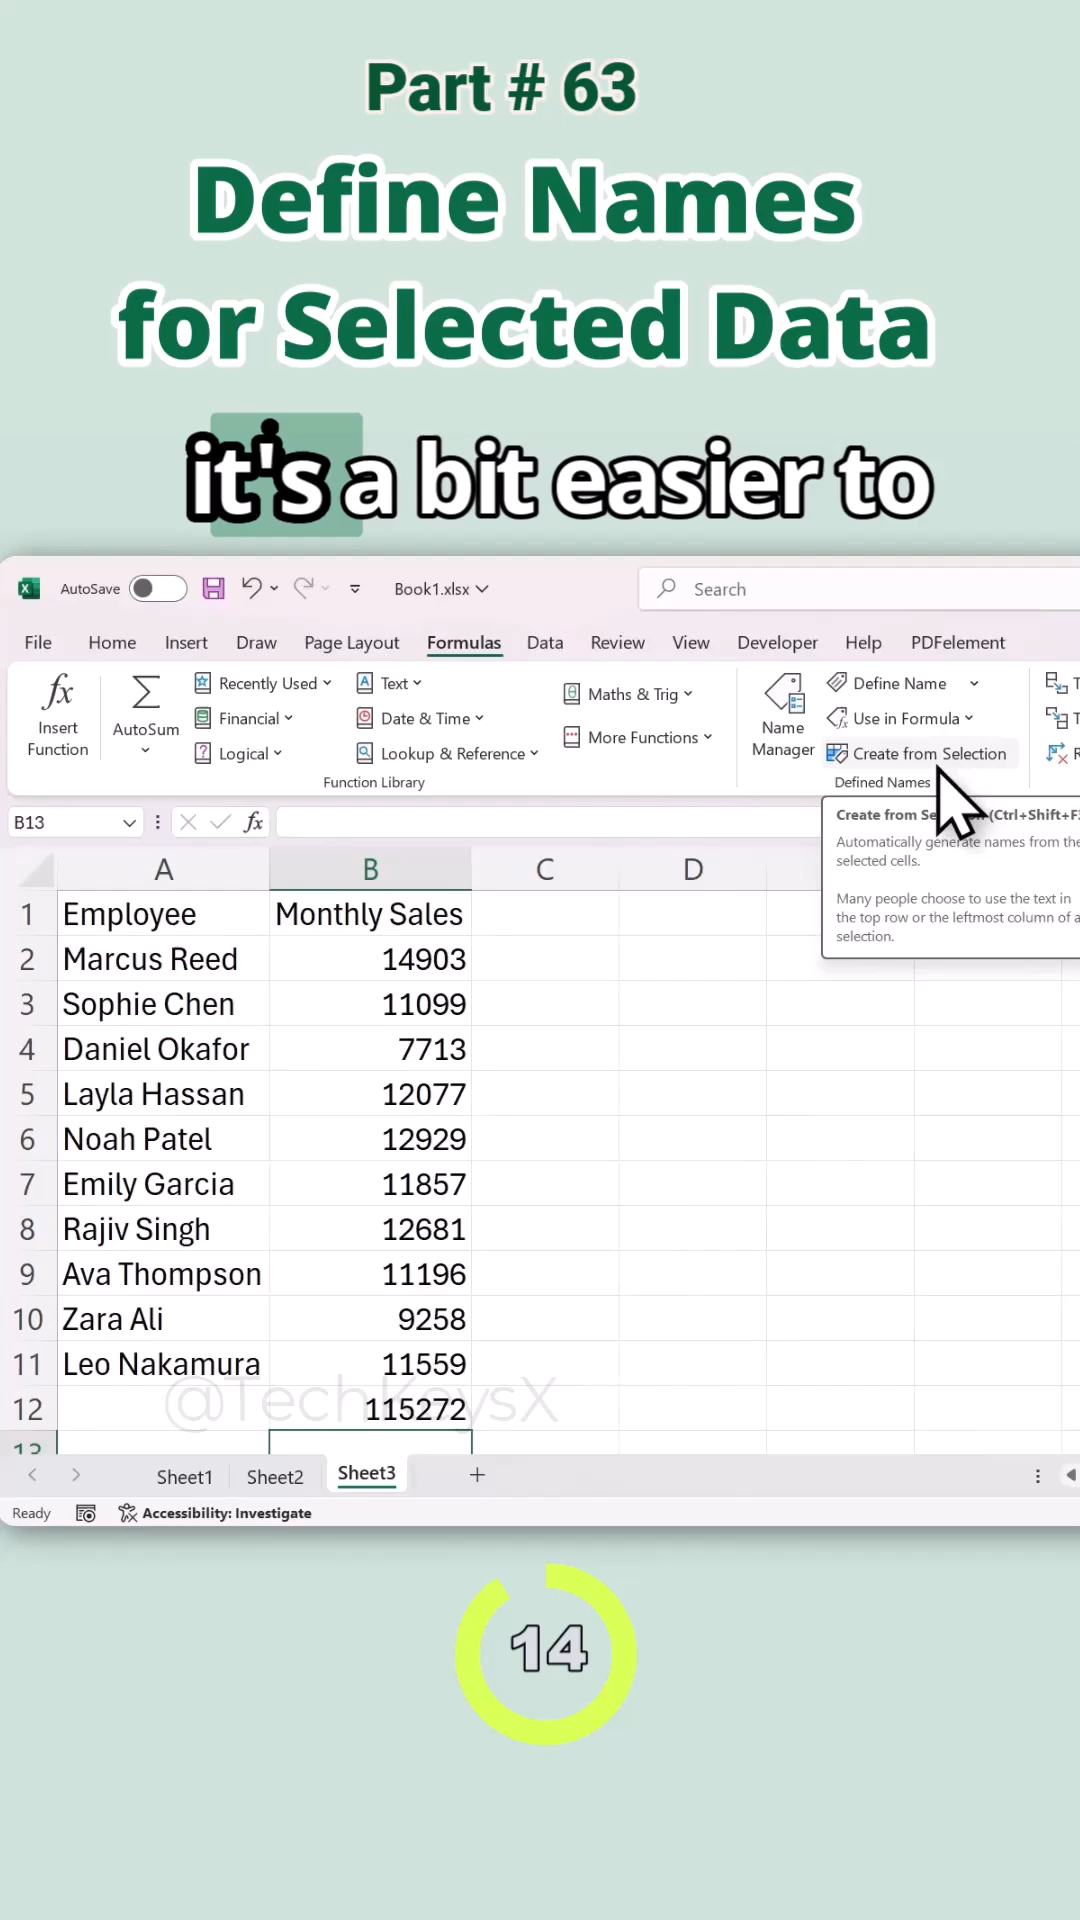 Part # 63
Define Names
for Selected Data
it's a bit easier to
AutoSave
Book1.xlsx
Search
File Home Insert Draw Page Layout Formulas Data Review View Developer Help PDFelement
fx
Insert
Function
AutoSum
Recently Used
Financial
Logical
Text
Date & Time
Lookup & Reference
Maths & Trig
More Functions
Function Library
Name
Manager
Define Name
Use in Formula
Create from Selection
Defined Names
B13
fx
Create from (Ctrl+Shift+F3
Automatically generate names from the
selected cells.
Many people choose to use the text in
the top row or the leftmost column of a
selection.
A B C D
1 Employee Monthly Sales
2 Marcus Reed 14903
3 Sophie Chen 11099
4 Daniel Okafor 7713
5 Layla Hassan 12077
6 Noah Patel 12929
7 Emily Garcia 11857
8 Rajiv Singh 12681
9 Ava Thompson 11196
10 Zara Ali 9258
11 Leo Nakamura 11559
12 115272
@TechKeysX
13
Sheet1 Sheet2 Sheet3
Ready
Accessibility: Investigate
14